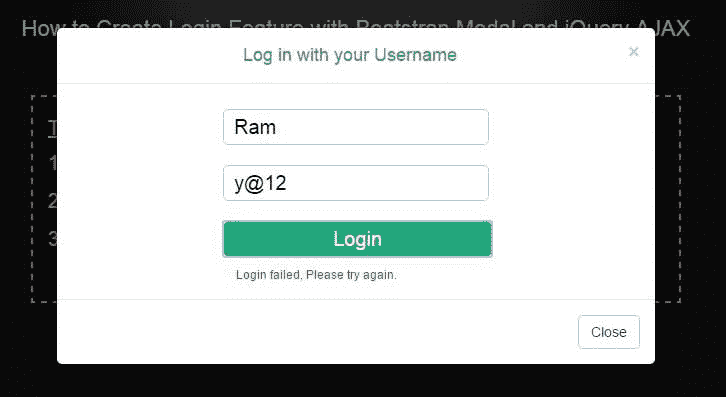 How to Create Login Feature with Bootstrap Modal and jQuery AJAX
Log in with your Username
×
T
1
2
3
Ram
y@12
Login
Login failed, Please try again.
Close